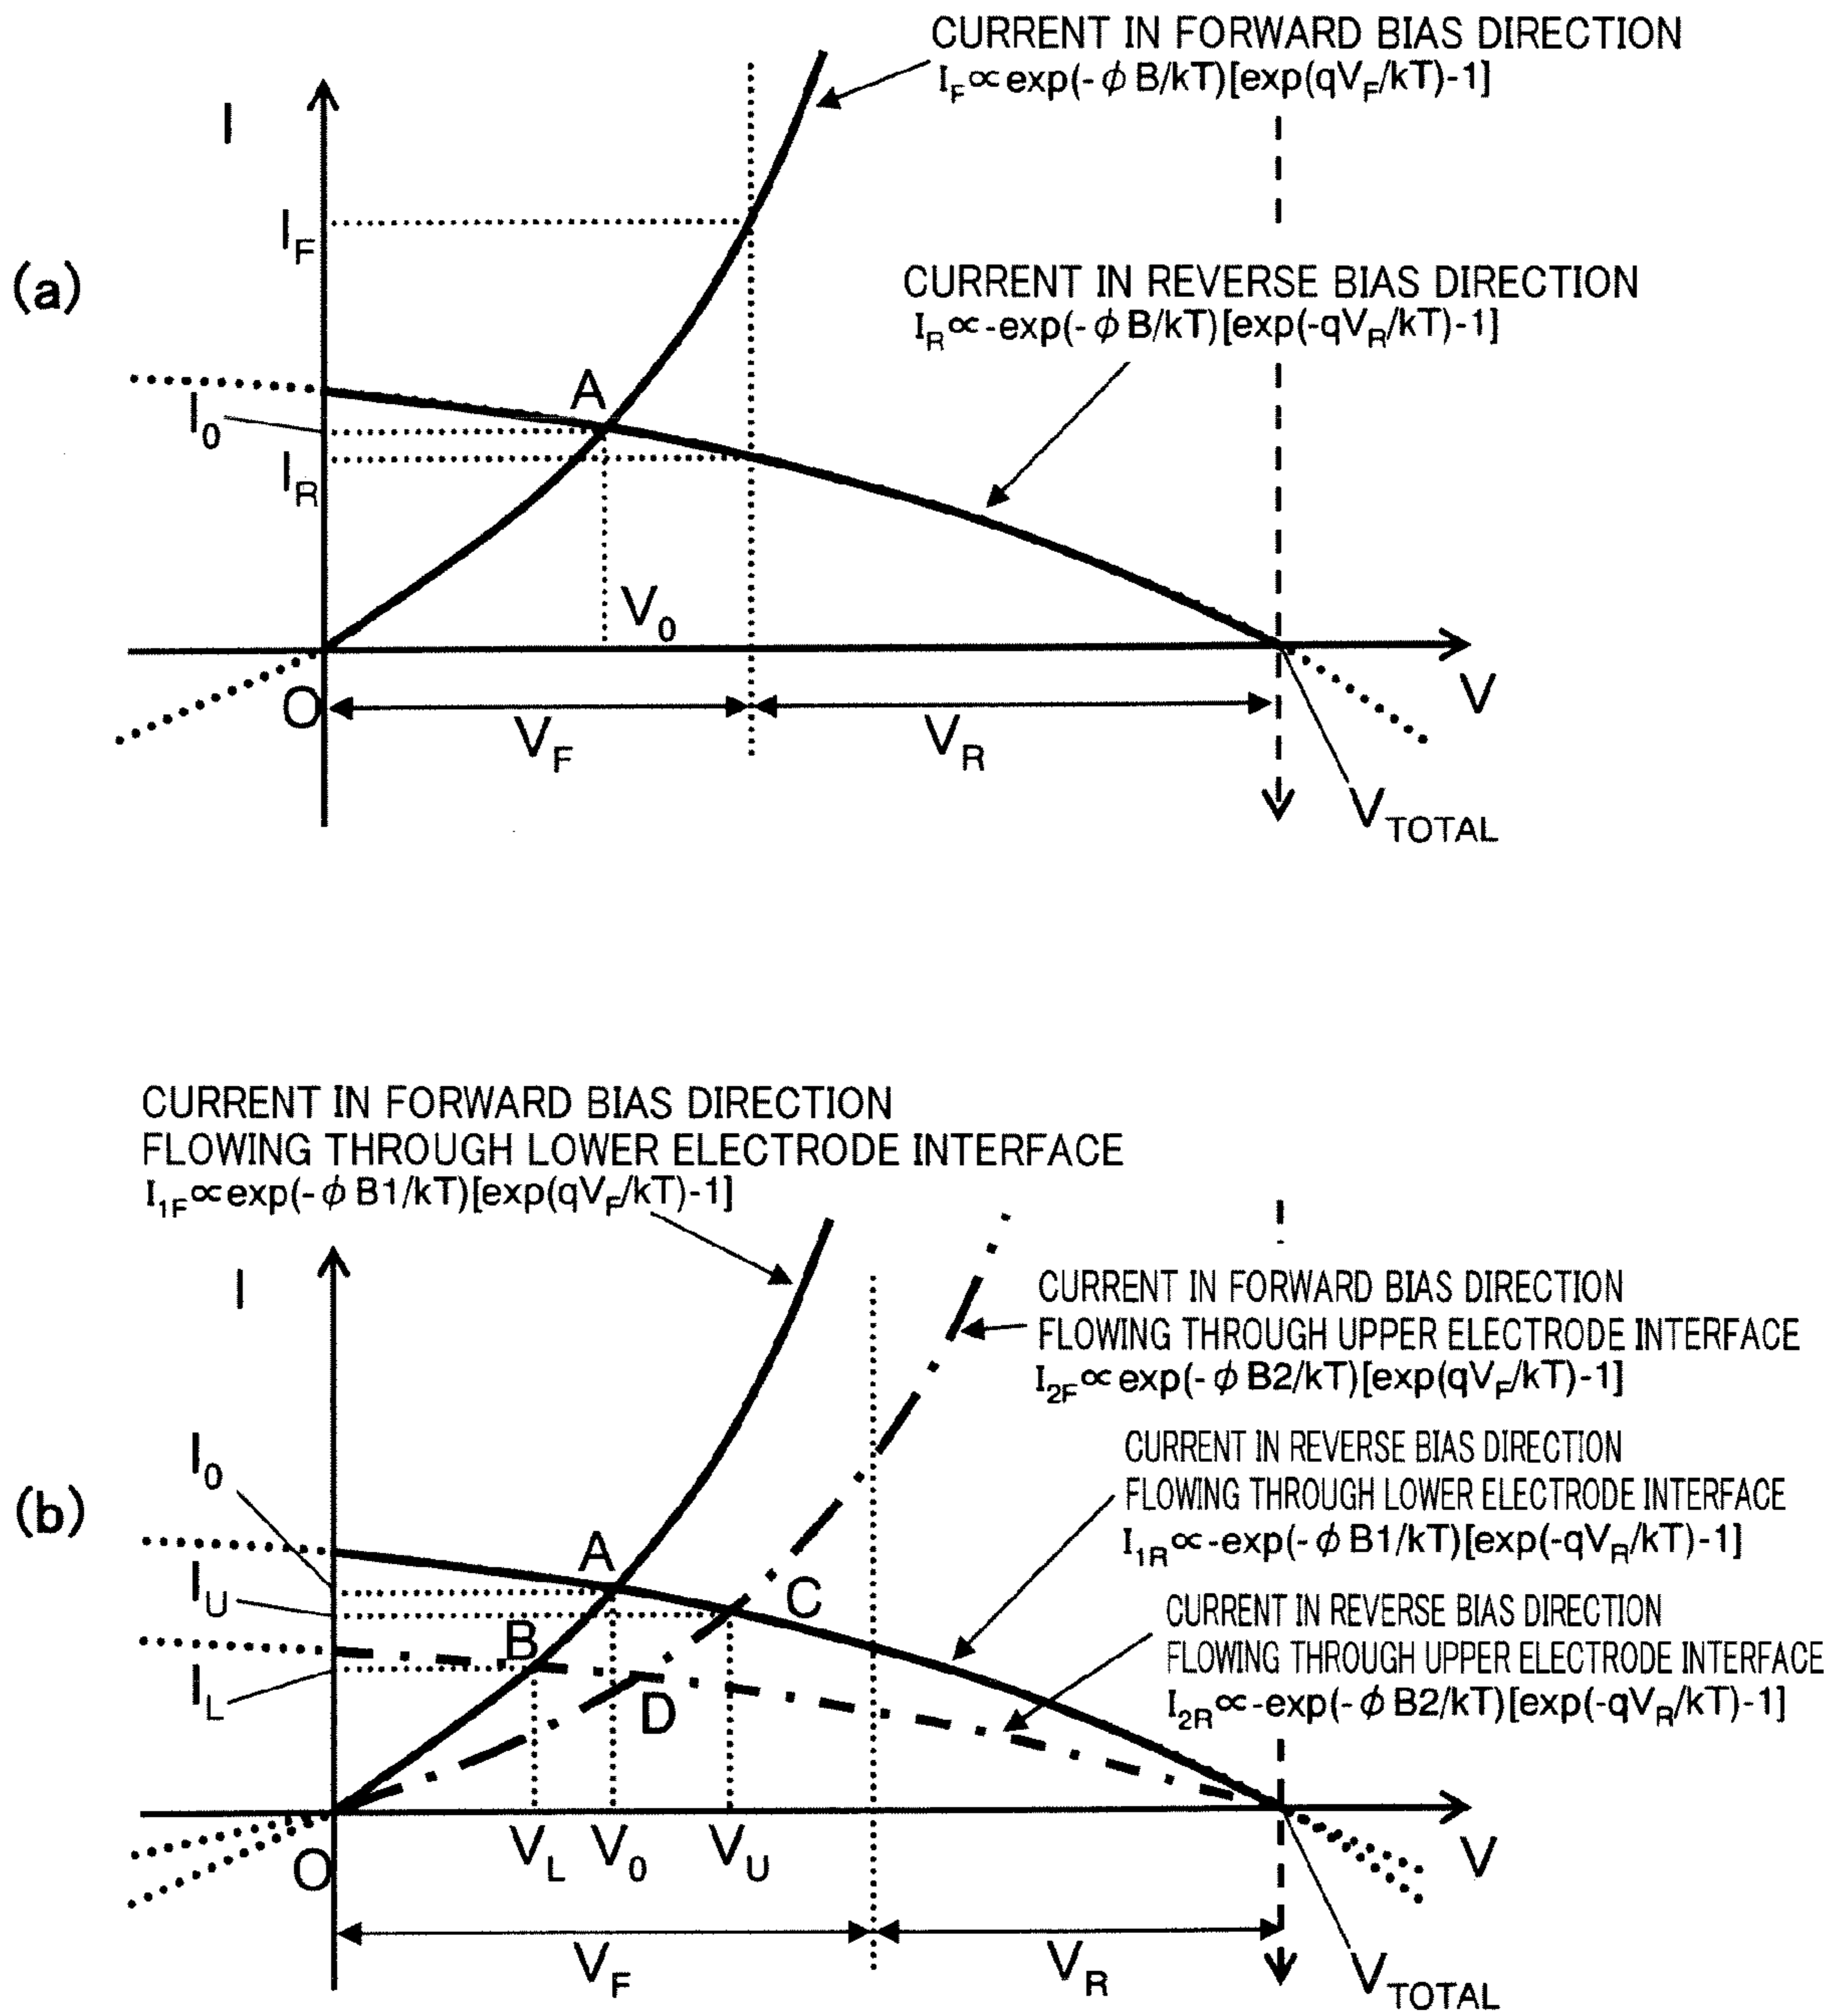 CURRENT IN FORWARD BIAS DIRECTION
I_F∝exp(-φB/kT)[exp(qV_F/kT)-1]
I
I_F
(a)
CURRENT IN REVERSE BIAS DIRECTION
I_R∝-exp(-φB/kT)[exp(-qV_R/kT)-1]
A
I_0
I_R
V_0
O
V
V_F
V_R
V_TOTAL
CURRENT IN FORWARD BIAS DIRECTION
FLOWING THROUGH LOWER ELECTRODE INTERFACE
I_1F∝exp(-φB1/kT)[exp(qV_F/kT)-1]
I
CURRENT IN FORWARD BIAS DIRECTION
FLOWING THROUGH UPPER ELECTRODE INTERFACE
I_2F∝exp(-φB2/kT)[exp(qV_F/kT)-1]
CURRENT IN REVERSE BIAS DIRECTION
FLOWING THROUGH LOWER ELECTRODE INTERFACE
I_1R∝-exp(-φB1/kT)[exp(-qV_R/kT)-1]
I_0
(b)
A
I_U
C
CURRENT IN REVERSE BIAS DIRECTION
FLOWING THROUGH UPPER ELECTRODE INTERFACE
I_2R∝-exp(-φB2/kT)[exp(-qV_R/kT)-1]
B
I_L
D
O
V_L
V_0
V_U
V
V_F
V_R
V_TOTAL